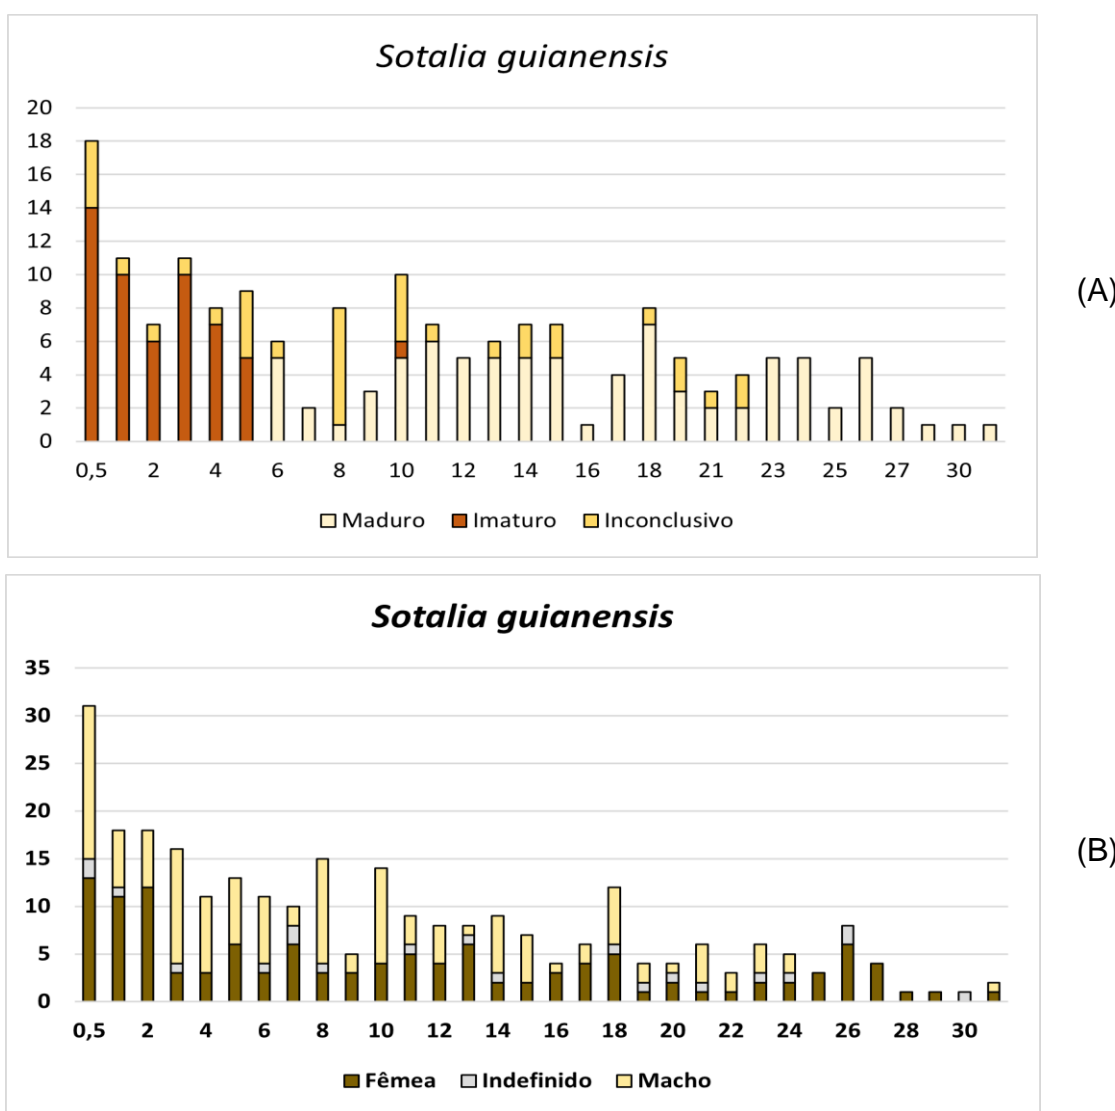 Sotalia guianensis
20
18
16
14
12
10
8
6
4
2
0
0,5 2 4 6 8 10 12 14 16 18 21 23 25 27 30
Maduro Imaturo Inconclusivo
(A)
Sotalia guianensis
35
30
25
20
15
10
5
0
0,5 2 4 6 8 10 12 14 16 18 20 22 24 26 28 30
Fêmea Indefinido Macho
(B)